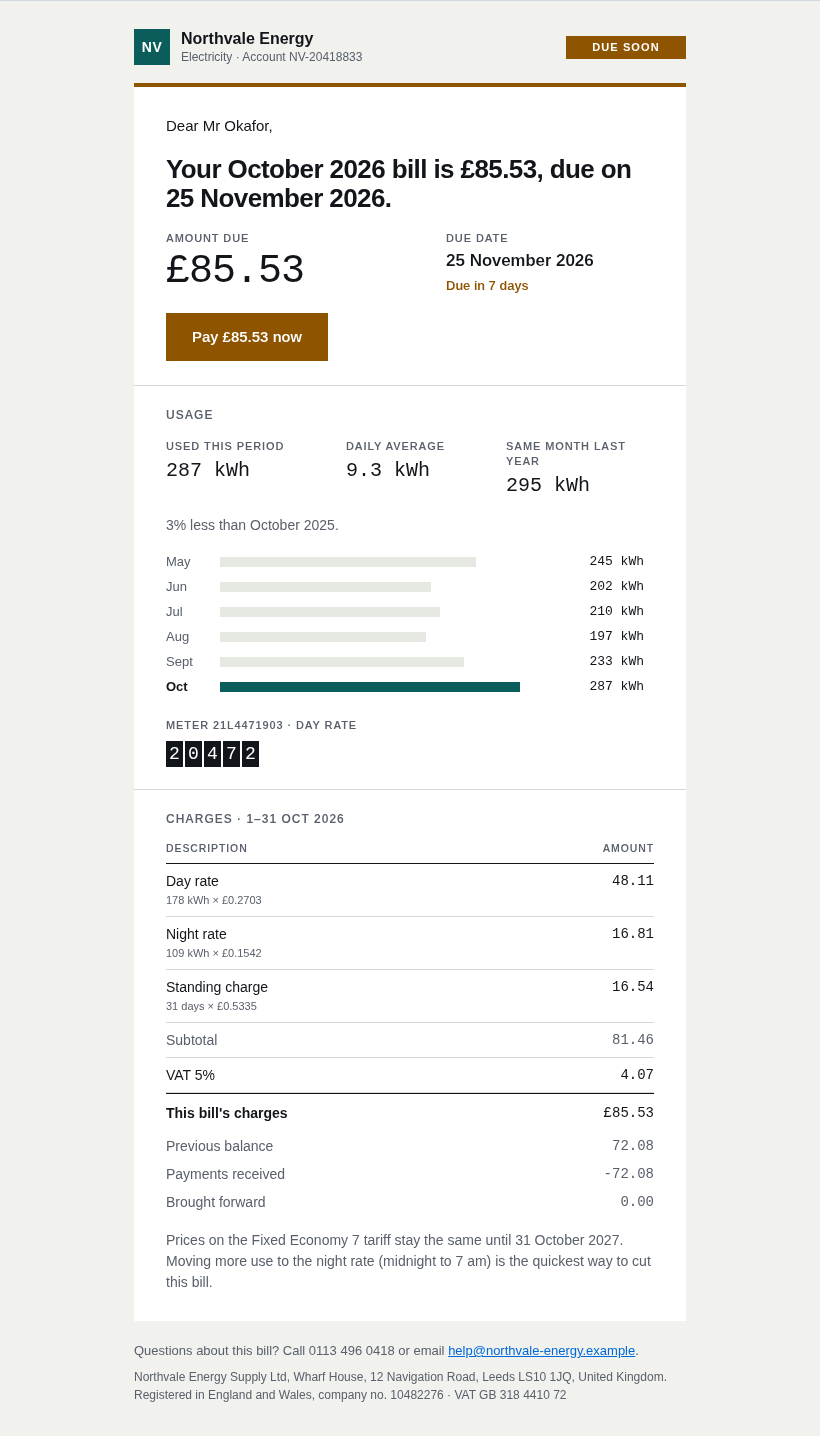 NV
Northvale Energy
Electricity · Account NV-20418833
DUE SOON
Dear Mr Okafor,
Your October 2026 bill is £85.53, due on
25 November 2026.
AMOUNT DUE
£85.53
DUE DATE
25 November 2026
Due in 7 days
Pay £85.53 now
USAGE
USED THIS PERIOD
287 kWh
DAILY AVERAGE
9.3 kWh
SAME MONTH LAST
YEAR
295 kWh
3% less than October 2025.
May 245 kWh
Jun 202 kWh
Jul 210 kWh
Aug 197 kWh
Sept 233 kWh
Oct 287 kWh
METER 21L4471903 · DAY RATE
20472
CHARGES · 1–31 OCT 2026
DESCRIPTION AMOUNT
Day rate 48.11
178 kWh × £0.2703
Night rate 16.81
109 kWh × £0.1542
Standing charge 16.54
31 days × £0.5335
Subtotal 81.46
VAT 5% 4.07
This bill's charges £85.53
Previous balance 72.08
Payments received -72.08
Brought forward 0.00
Prices on the Fixed Economy 7 tariff stay the same until 31 October 2027.
Moving more use to the night rate (midnight to 7 am) is the quickest way to cut
this bill.
Questions about this bill? Call 0113 496 0418 or email help@northvale-energy.example.
Northvale Energy Supply Ltd, Wharf House, 12 Navigation Road, Leeds LS10 1JQ, United Kingdom.
Registered in England and Wales, company no. 10482276 · VAT GB 318 4410 72